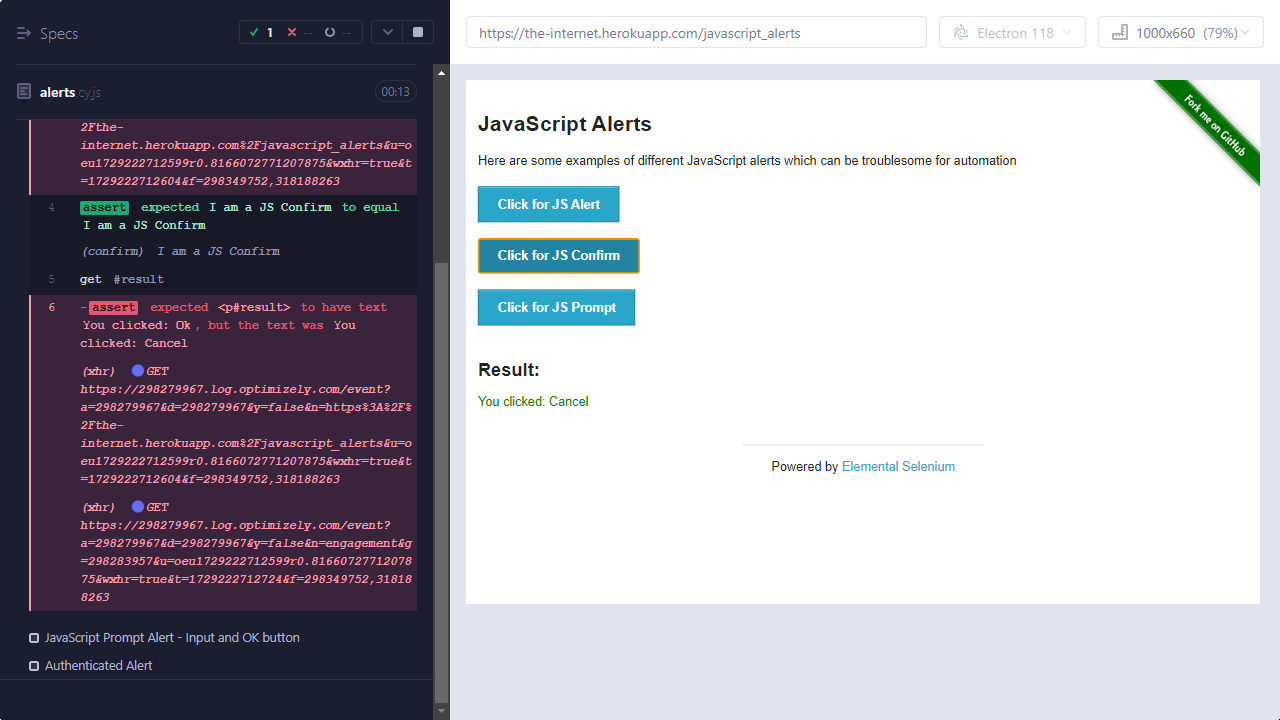 Specs
1
--
--
alerts.cy.js
00:13
2Fthe-
internet.herokuapp.com%2Fjavascript_alerts&u=o
eu1729222712599r0.8166072771207875&wxhr=true&t
=1729222712604&f=298349752,318188263
4 assert expected I am a JS Confirm to equal
I am a JS Confirm
(confirm) I am a JS Confirm
5 get #result
6 -assert expected <p#result> to have text
You clicked: Ok, but the text was You
clicked: Cancel
(xhr) GET
https://298279967.log.optimizely.com/event?
a=298279967&d=298279967&y=false&n=https%3A%2F%
2Fthe-
internet.herokuapp.com%2Fjavascript_alerts&u=o
eu1729222712599r0.8166072771207875&wxhr=true&t
=1729222712604&f=298349752,318188263
(xhr) GET
https://298279967.log.optimizely.com/event?
a=298279967&d=298279967&y=false&n=engagement&g
=298283957&u=oeu1729222712599r0.81660727712078
75&wxhr=true&t=1729222712724&f=298349752,31818
8263
JavaScript Prompt Alert - Input and OK button
Authenticated Alert
https://the-internet.herokuapp.com/javascript_alerts
Electron 118
1000x660 (79%)
Fork me on GitHub
JavaScript Alerts
Here are some examples of different JavaScript alerts which can be troublesome for automation
Click for JS Alert
Click for JS Confirm
Click for JS Prompt
Result:
You clicked: Cancel
Powered by Elemental Selenium